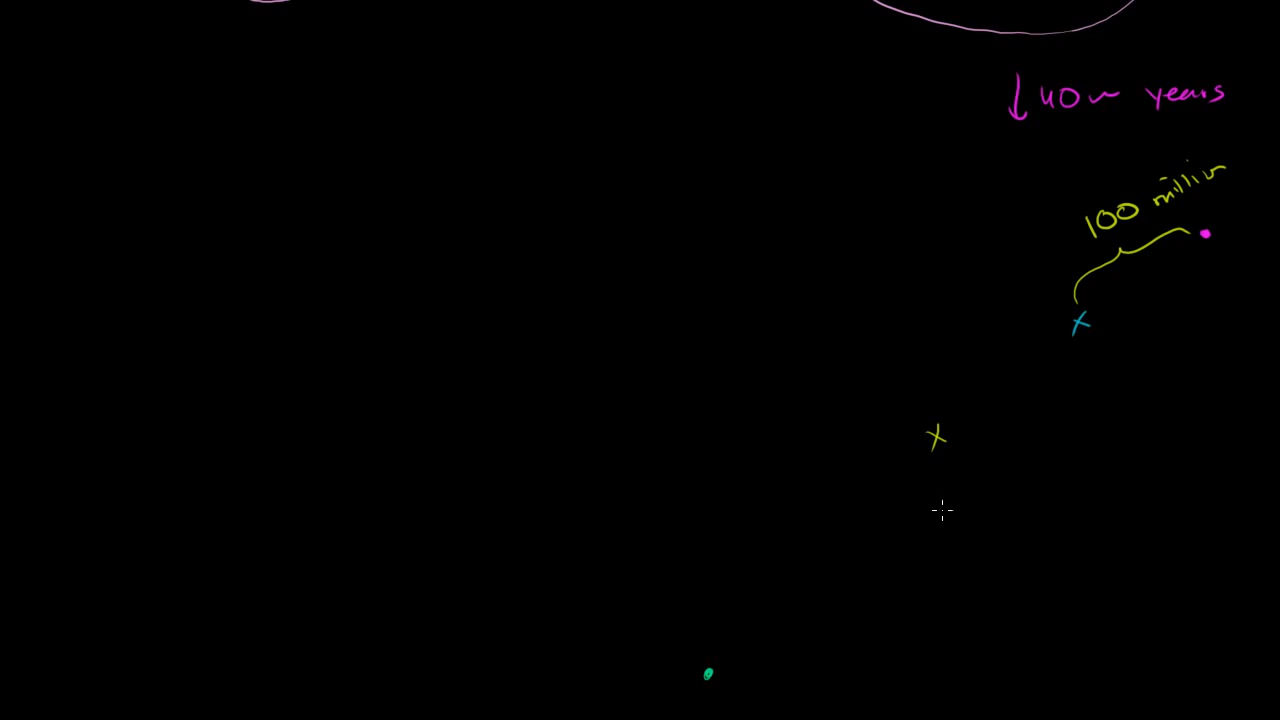 ↓ 40m years
100 million
x
x